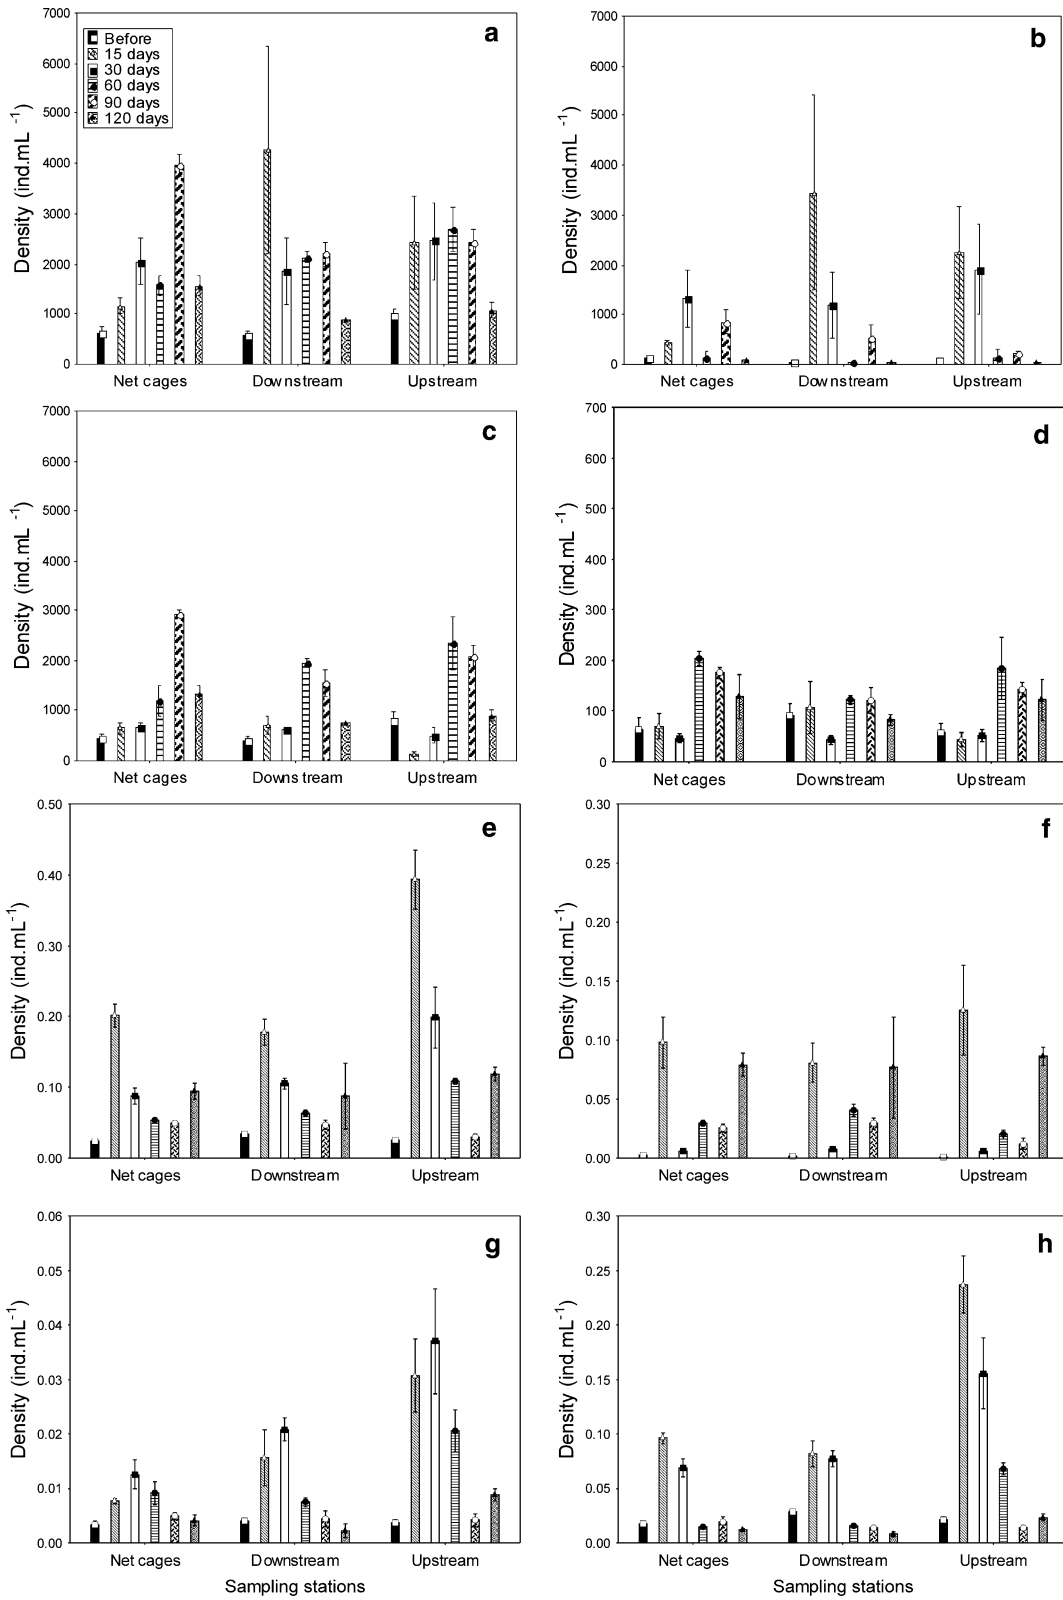 a
7000
6000
5000
4000
3000
2000
1000
0
Density (ind.mL -1)
Before
15 days
30 days
60 days
90 days
120 days
Net cages Downstream Upstream
b
7000
6000
5000
4000
3000
2000
1000
0
Density (ind.mL -1)
Net cages Downstream Upstream
c
7000
6000
5000
4000
3000
2000
1000
0
Density (ind.mL -1)
Net cages Downstream Upstream
d
700
600
500
400
300
200
100
0
Density (ind.mL -1)
Net cages Downstream Upstream
e
0.50
0.40
0.30
0.20
0.10
0.00
Density (ind.mL-1)
Net cages Downstream Upstream
f
0.30
0.25
0.20
0.15
0.10
0.05
0.00
Density (ind.mL-1)
Net cages Downstream Upstream
g
0.06
0.05
0.04
0.03
0.02
0.01
0.00
Density (ind.mL-1)
Net cages Downstream Upstream
Sampling stations
h
0.30
0.25
0.20
0.15
0.10
0.05
0.00
Density (ind.mL-1)
Net cages Downstream Upstream
Sampling stations